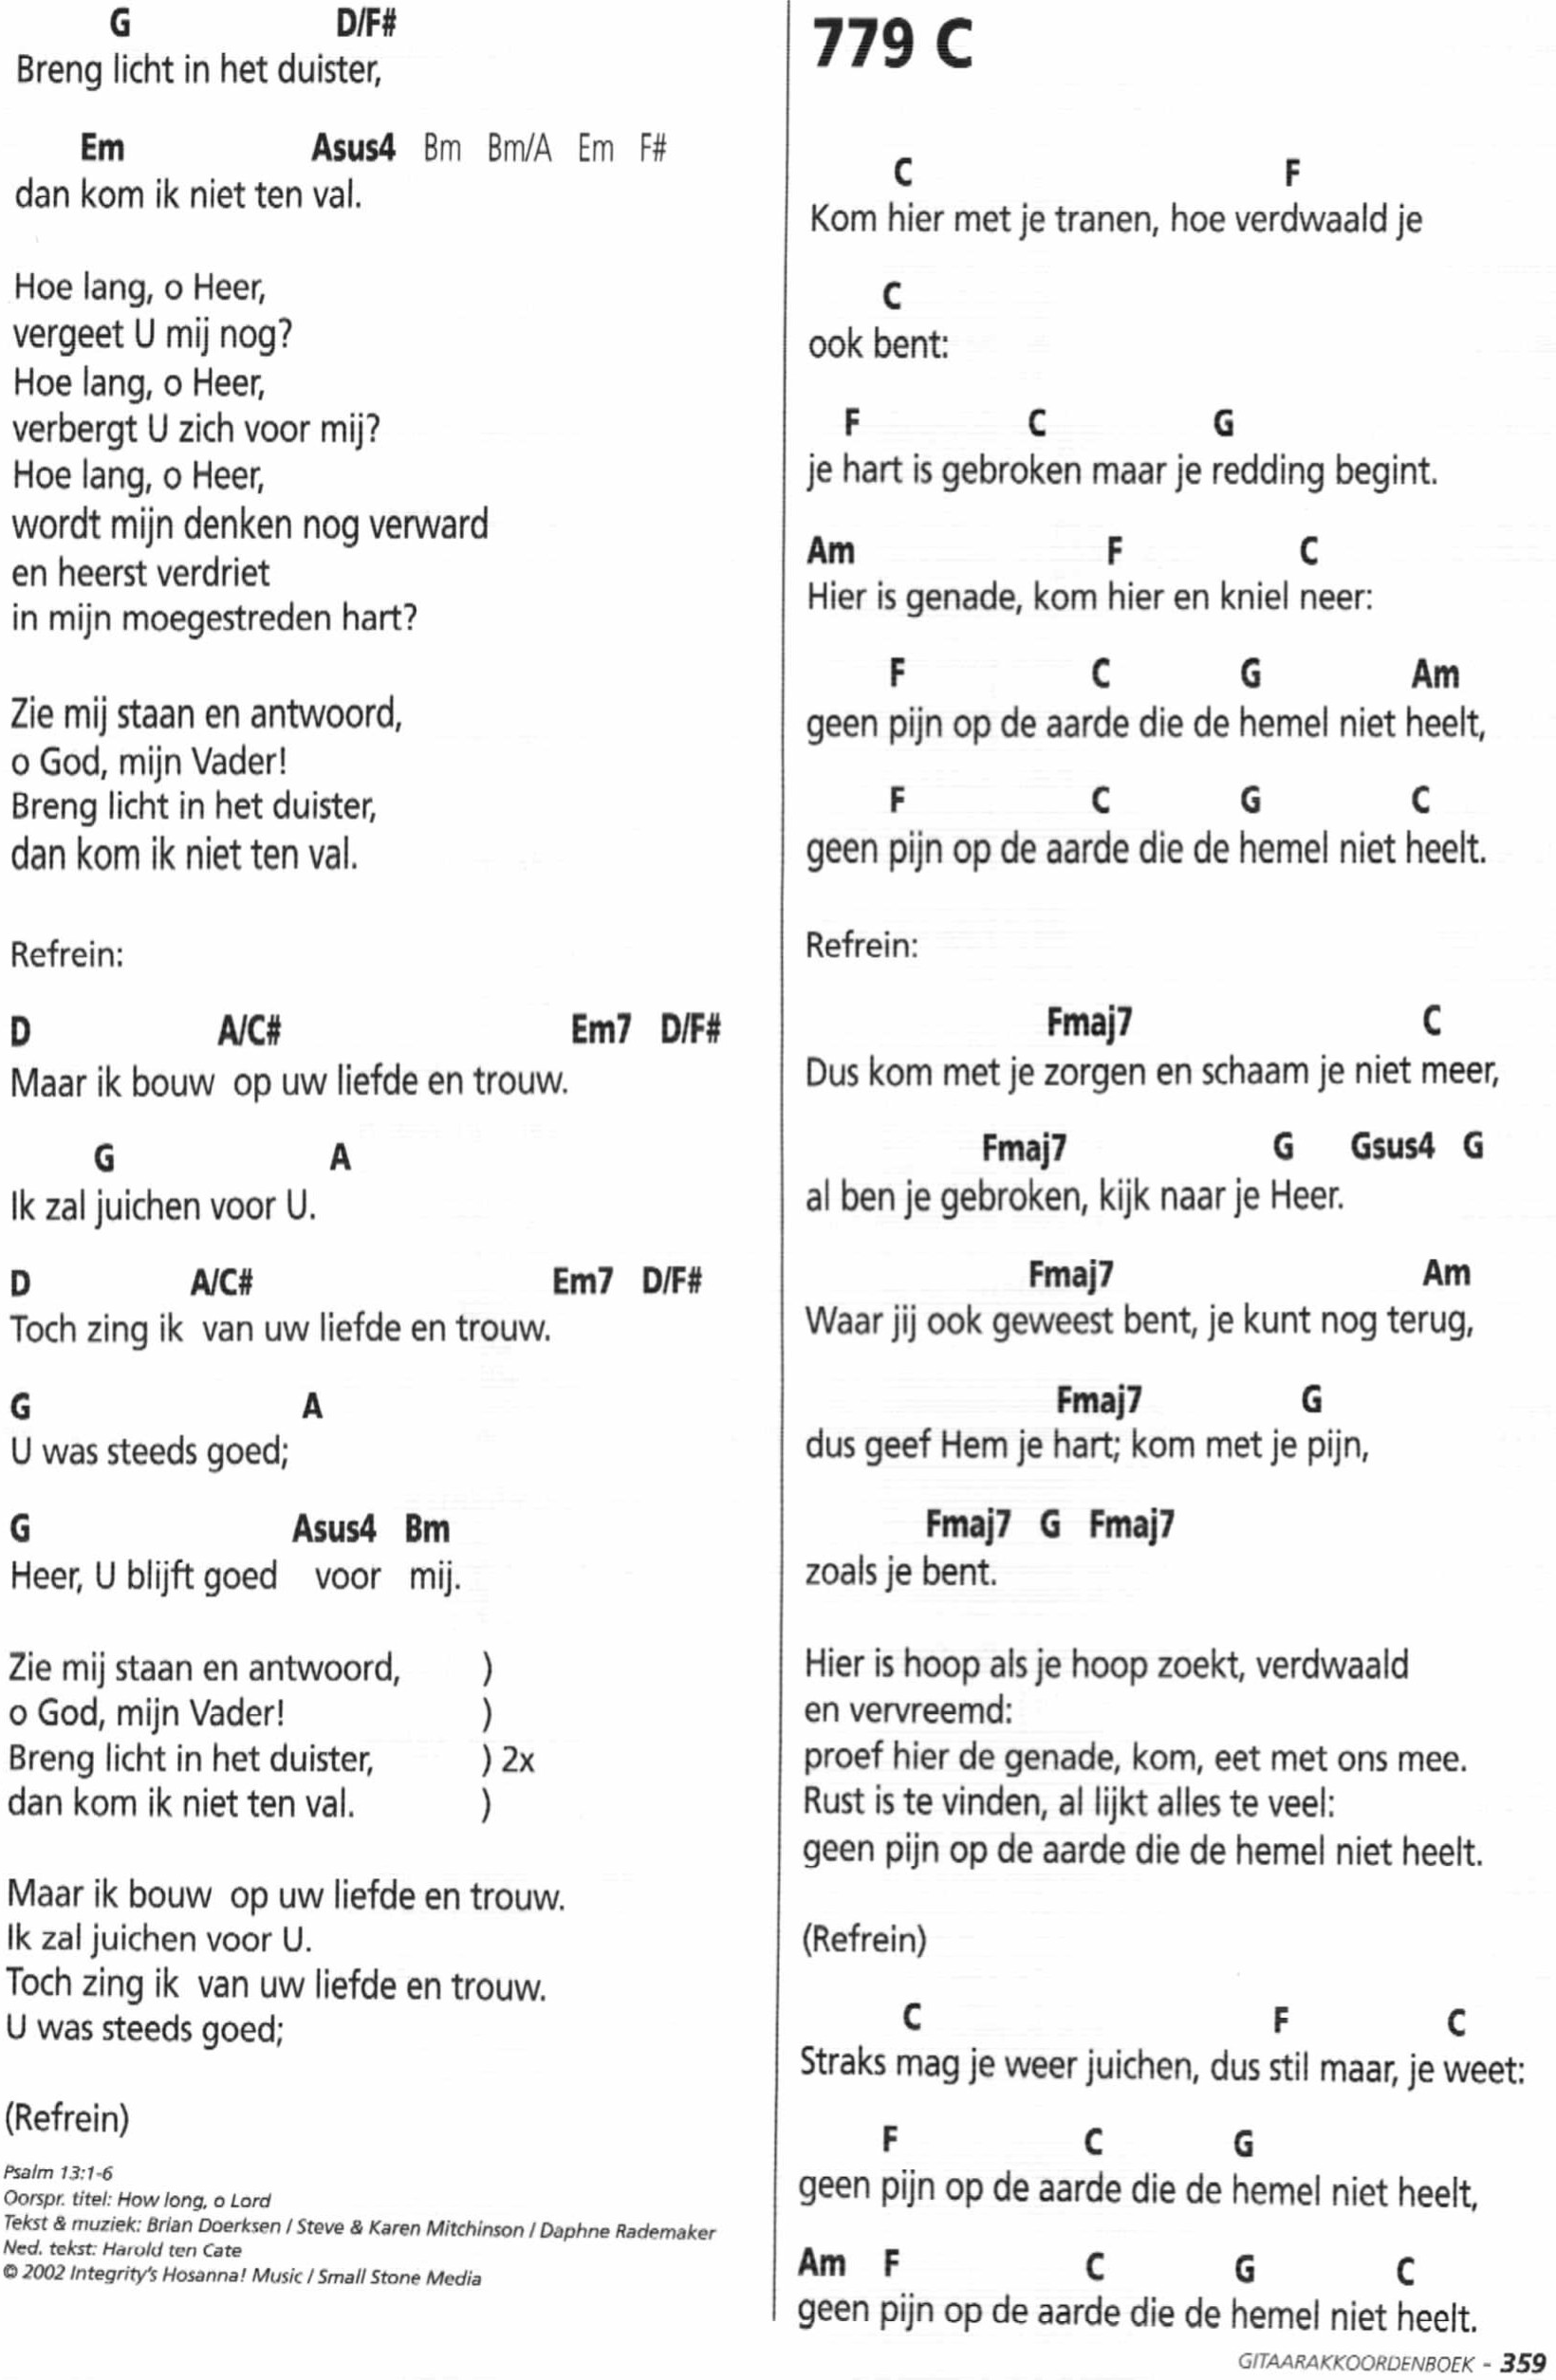 G D/F#
Breng licht in het duister,
Em Asus4 Bm Bm/A Em F#
dan kom ik niet ten val.
Hoe lang, o Heer,
vergeet U mij nog?
Hoe lang, o Heer,
verbergt U zich voor mij?
Hoe lang, o Heer,
wordt mijn denken nog verward
en heerst verdriet
in mijn moegestreden hart?
Zie mij staan en antwoord,
o God, mijn Vader!
Breng licht in het duister,
dan kom ik niet ten val.
Refrein:
D A/C# Em7 D/F#
Maar ik bouw op uw liefde en trouw.
G A
Ik zal juichen voor U.
D A/C# Em7 D/F#
Toch zing ik van uw liefde en trouw.
G A
U was steeds goed;
G Asus4 Bm
Heer, U blijft goed voor mij.
Zie mij staan en antwoord, )
o God, mijn Vader! )
Breng licht in het duister, ) 2x
dan kom ik niet ten val. )
Maar ik bouw op uw liefde en trouw.
Ik zal juichen voor U.
Toch zing ik van uw liefde en trouw.
U was steeds goed;
(Refrein)
Psalm 13:1-6
Oorspr. titel: How long, o Lord
Tekst & muziek: Brian Doerksen / Steve & Karen Mitchinson / Daphne Rademaker
Ned. tekst: Harold ten Cate
© 2002 Integrity's Hosanna! Music / Small Stone Media
779 C
C F
Kom hier met je tranen, hoe verdwaald je
C
ook bent:
F C G
je hart is gebroken maar je redding begint.
Am F C
Hier is genade, kom hier en kniel neer:
F C G Am
geen pijn op de aarde die de hemel niet heelt,
F C G C
geen pijn op de aarde die de hemel niet heelt.
Refrein:
Fmaj7 C
Dus kom met je zorgen en schaam je niet meer,
Fmaj7 G Gsus4 G
al ben je gebroken, kijk naar je Heer.
Fmaj7 Am
Waar jij ook geweest bent, je kunt nog terug,
Fmaj7 G
dus geef Hem je hart; kom met je pijn,
Fmaj7 G Fmaj7
zoals je bent.
Hier is hoop als je hoop zoekt, verdwaald
en vervreemd:
proef hier de genade, kom, eet met ons mee.
Rust is te vinden, al lijkt alles te veel:
geen pijn op de aarde die de hemel niet heelt.
(Refrein)
C F C
Straks mag je weer juichen, dus stil maar, je weet:
F C G
geen pijn op de aarde die de hemel niet heelt,
Am F C G C
geen pijn op de aarde die de hemel niet heelt.
GITAARAKKOORDENBOEK - 359